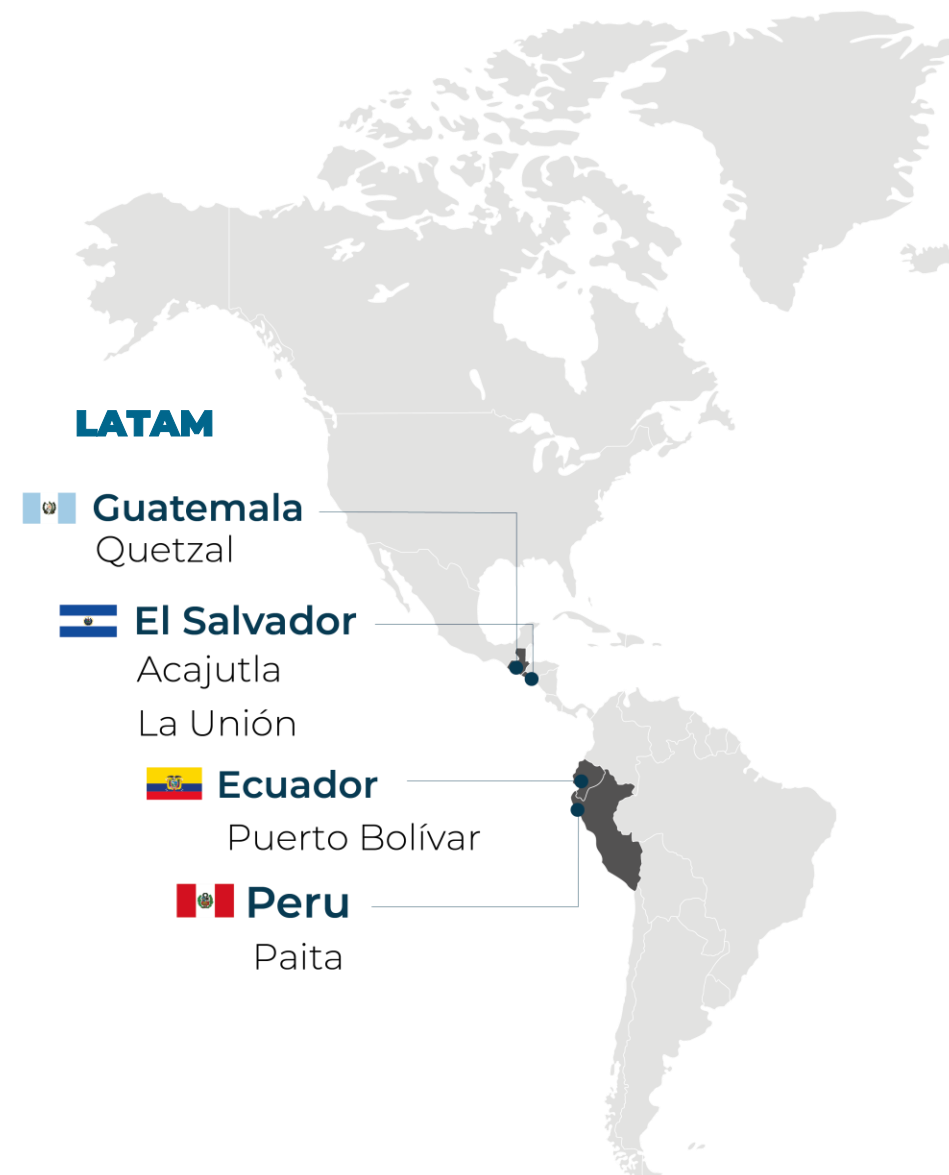 LATAM
Guatemala
Quetzal
El Salvador
Acajutla
La Unión
Ecuador
Puerto Bolívar
Peru
Paita